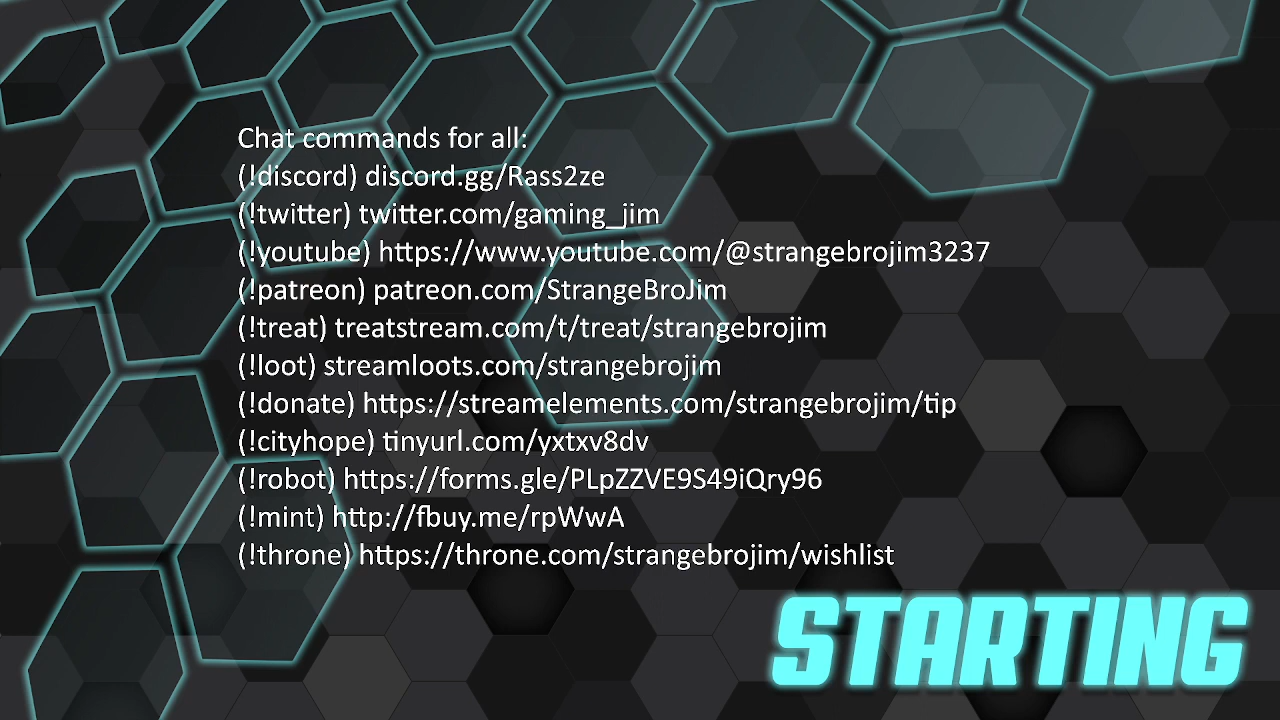 Chat commands for all:
(!discord) discord.gg/Rass2ze
(!twitter) twitter.com/gaming_jim
(!youtube) https://www.youtube.com/@strangebrojim3237
(!patreon) patreon.com/StrangeBroJim
(!treat) treatstream.com/t/treat/strangebrojim
(!loot) streamloots.com/strangebrojim
(!donate) https://streamelements.com/strangebrojim/tip
(!cityhope) tinyurl.com/yxtxv8dv
(!robot) https://forms.gle/PLpZZVE9S49iQry96
(!mint) http://fbuy.me/rpWwA
(!throne) https://throne.com/strangebrojim/wishlist
STARTING